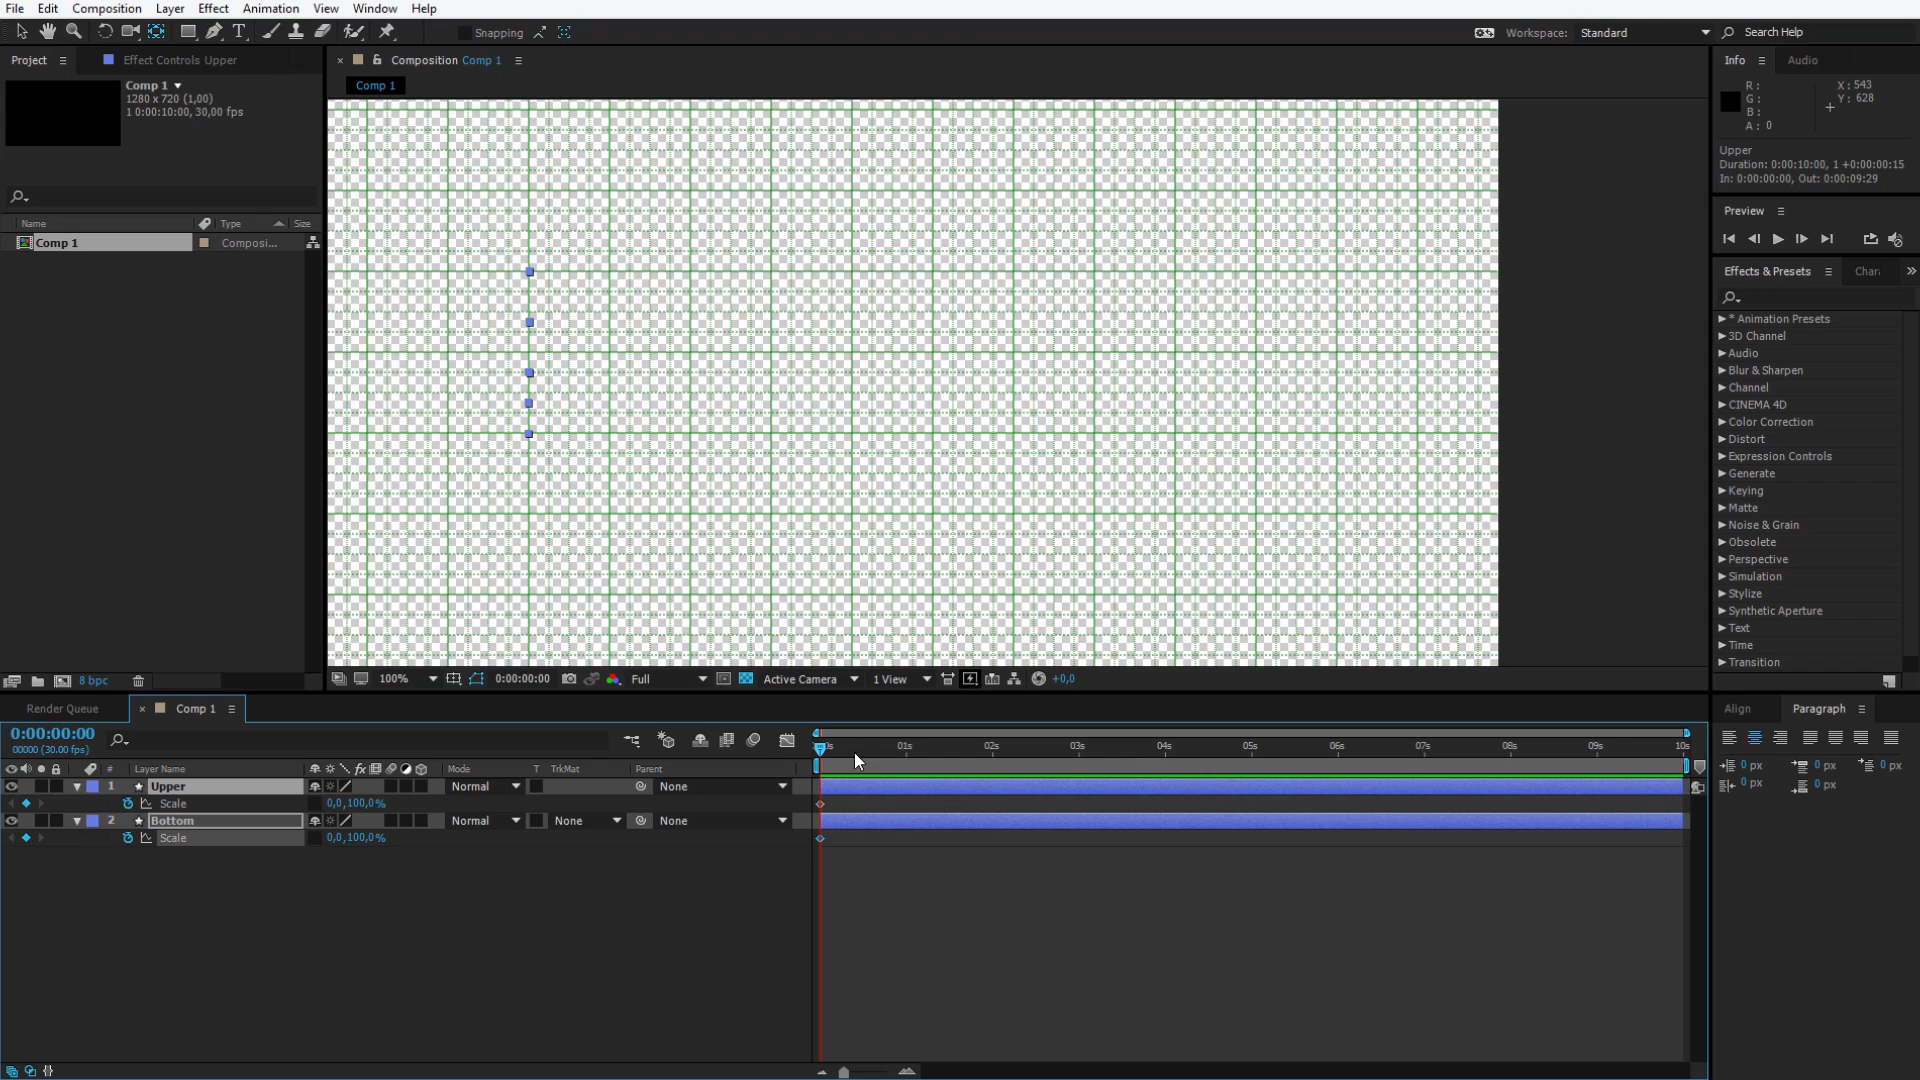 File Edit Composition Layer Effect Animation View Window Help
Snapping
Workspace: Standard
Search Help
Project
Effect Controls Upper
Composition Comp 1
Info
Audio
Comp 1
1280 x 720 (1,00)
1 0:00:10:00, 30,00 fps
Comp 1
R :
G :
B :
A : 0
X : 543
Y : 628
Upper
Duration: 0:00:10:00, 1 +0:00:00:15
In: 0:00:00:00, Out: 0:00:09:29
Name Type Size
Comp 1 Composi...
Preview
Effects & Presets
* Animation Presets
3D Channel
Audio
Blur & Sharpen
Channel
CINEMA 4D
Color Correction
Distort
Expression Controls
Generate
Keying
Matte
Noise & Grain
Obsolete
Perspective
Simulation
Stylize
Synthetic Aperture
Text
Time
Transition
8 bpc
100% 0:00:00:00 Full Active Camera 1 View +0,0
Render Queue
Comp 1
Align
Paragraph
0:00:00:00
00000 (30.00 fps)
01s 02s 03s 04s 05s 06s 07s 08s 09s 10s
# Layer Name Mode T TrkMat Parent
1 Upper Normal None
Scale 0,0,100,0%
2 Bottom Normal None None
Scale 0,0,100,0%
0 px 0 px 0 px
0 px 0 px